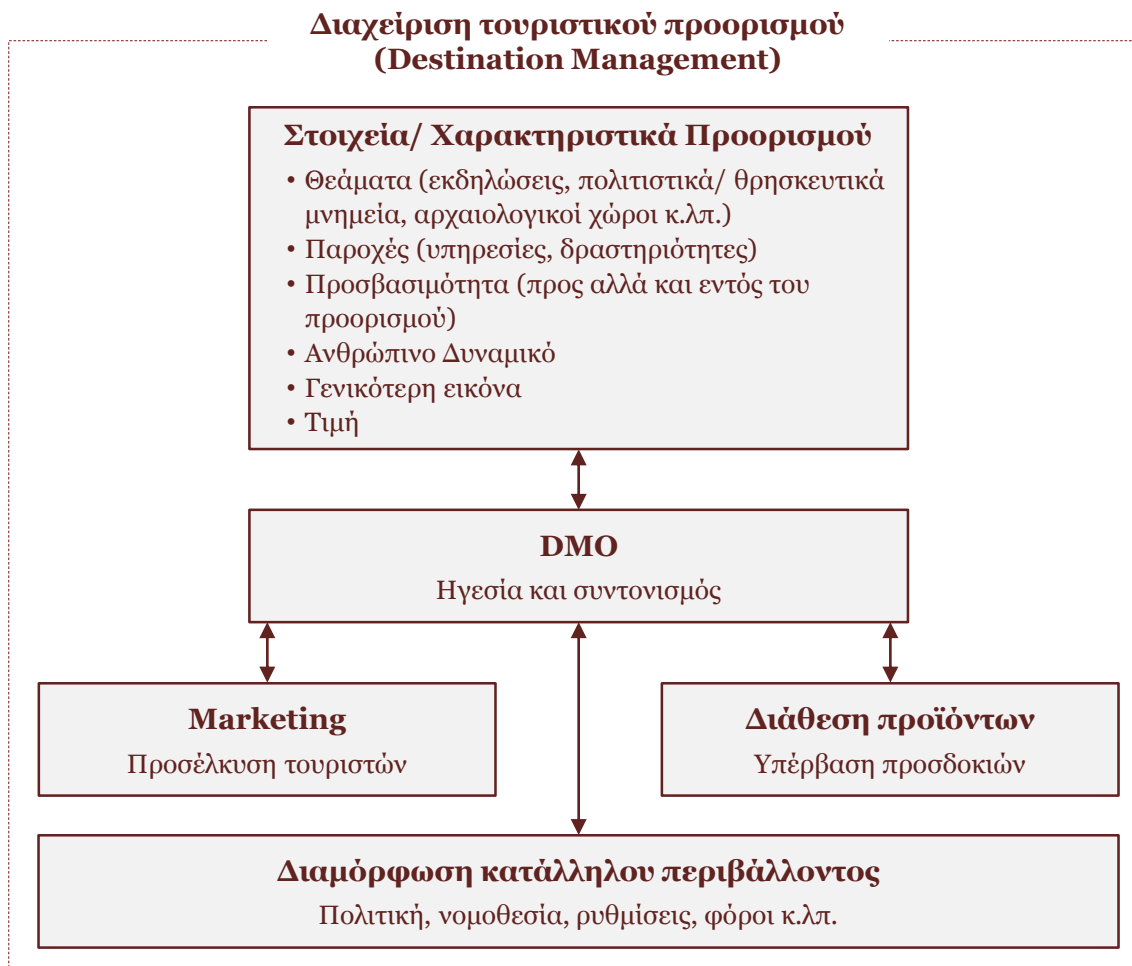 Διαχείριση τουριστικού προορισμού
(Destination Management)
Στοιχεία/ Χαρακτηριστικά Προορισμού
• Θεάματα (εκδηλώσεις, πολιτιστικά/ θρησκευτικά
μνημεία, αρχαιολογικοί χώροι κ.λπ.)
• Παροχές (υπηρεσίες, δραστηριότητες)
• Προσβασιμότητα (προς αλλά και εντός του
προορισμού)
• Ανθρώπινο Δυναμικό
• Γενικότερη εικόνα
• Τιμή
DMO
Ηγεσία και συντονισμός
Marketing
Προσέλκυση τουριστών
Διάθεση προϊόντων
Υπέρβαση προσδοκιών
Διαμόρφωση κατάλληλου περιβάλλοντος
Πολιτική, νομοθεσία, ρυθμίσεις, φόροι κ.λπ.